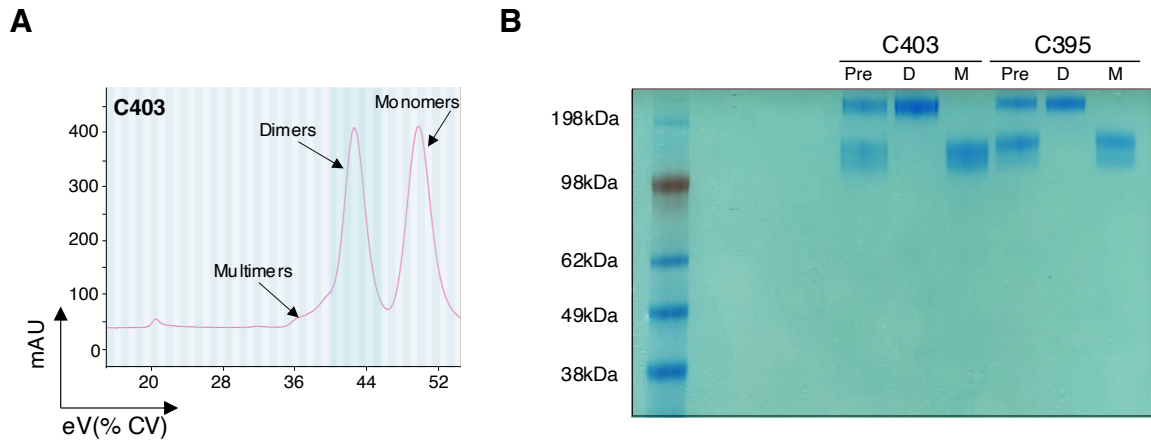 A
C403
Monomers
Dimers
Multimers
400
300
200
100
0
mAU
20 28 36 44 52
eV(% CV)
B
C403 C395
Pre D M Pre D M
198kDa
98kDa
62kDa
49kDa
38kDa